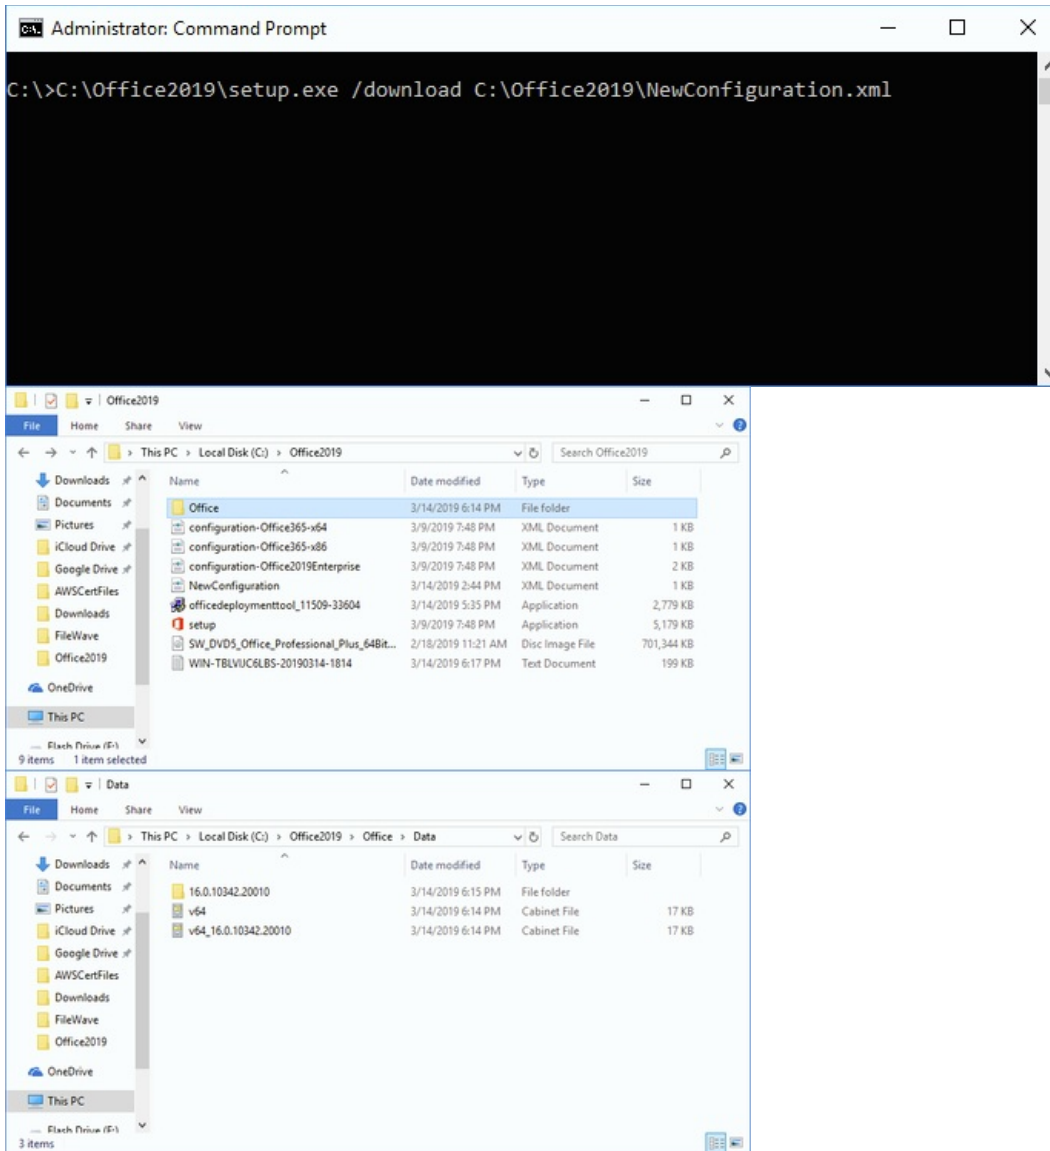 Administrator: Command Prompt
C:\>C:\Office2019\setup.exe /download C:\Office2019\NewConfiguration.xml
Office2019
File Home Share View
This PC > Local Disk (C:) > Office2019 Search Office2019
Downloads
Documents
Pictures
iCloud Drive
Google Drive
AWSCertFiles
Downloads
FileWave
Office2019
OneDrive
This PC
Flash Drive (F:)
Name Date modified Type Size
Office 3/14/2019 6:14 PM File folder
configuration-Office365-x64 3/9/2019 7:48 PM XML Document 1 KB
configuration-Office365-x86 3/9/2019 7:48 PM XML Document 1 KB
configuration-Office2019Enterprise 3/9/2019 7:48 PM XML Document 2 KB
NewConfiguration 3/14/2019 2:44 PM XML Document 1 KB
officedeploymenttool_11509-33604 3/14/2019 5:35 PM Application 2,779 KB
setup 3/9/2019 7:48 PM Application 5,179 KB
SW_DVD5_Office_Professional_Plus_64Bit... 2/18/2019 11:21 AM Disc Image File 701,344 KB
WIN-TBLVUC6LBS-20190314-1814 3/14/2019 6:17 PM Text Document 199 KB
9 items 1 item selected
Data
File Home Share View
This PC > Local Disk (C:) > Office2019 > Office > Data Search Data
Downloads
Documents
Pictures
iCloud Drive
Google Drive
AWSCertFiles
Downloads
FileWave
Office2019
OneDrive
This PC
Flash Drive (F:)
Name Date modified Type Size
16.0.10342.20010 3/14/2019 6:15 PM File folder
v64 3/14/2019 6:14 PM Cabinet File 17 KB
v64_16.0.10342.20010 3/14/2019 6:14 PM Cabinet File 17 KB
3 items